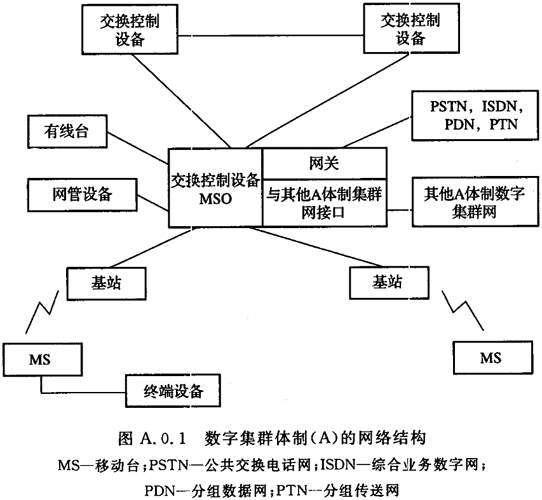 交换控制
设备
交换控制
设备
有线台
PSTN, ISDN,
PDN, PTN
网管设备
交换控制设备
MSO
网关
与其他A体制集群
网接口
其他A体制数字
集群网
基站
基站
MS
MS
终端设备
图 A.0.1 数字集群体制(A)的网络结构
MS—移动台;PSTN—公共交换电话网;ISDN—综合业务数字网;
PDN—分组数据网;PTN—分组传送网